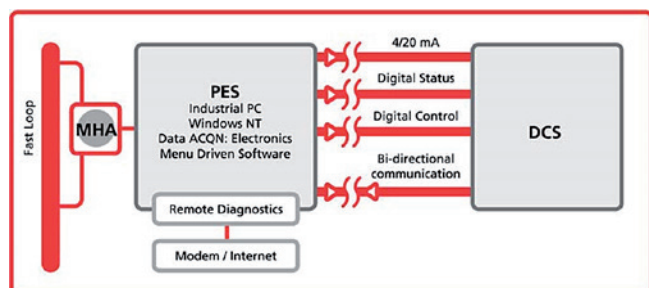 Fast Loop
MHA
PES
Industrial PC
Windows NT
Data ACQN: Electronics
Menu Driven Software
Remote Diagnostics
Modem / Internet
4/20 mA
Digital Status
Digital Control
Bi-directional
communication
DCS